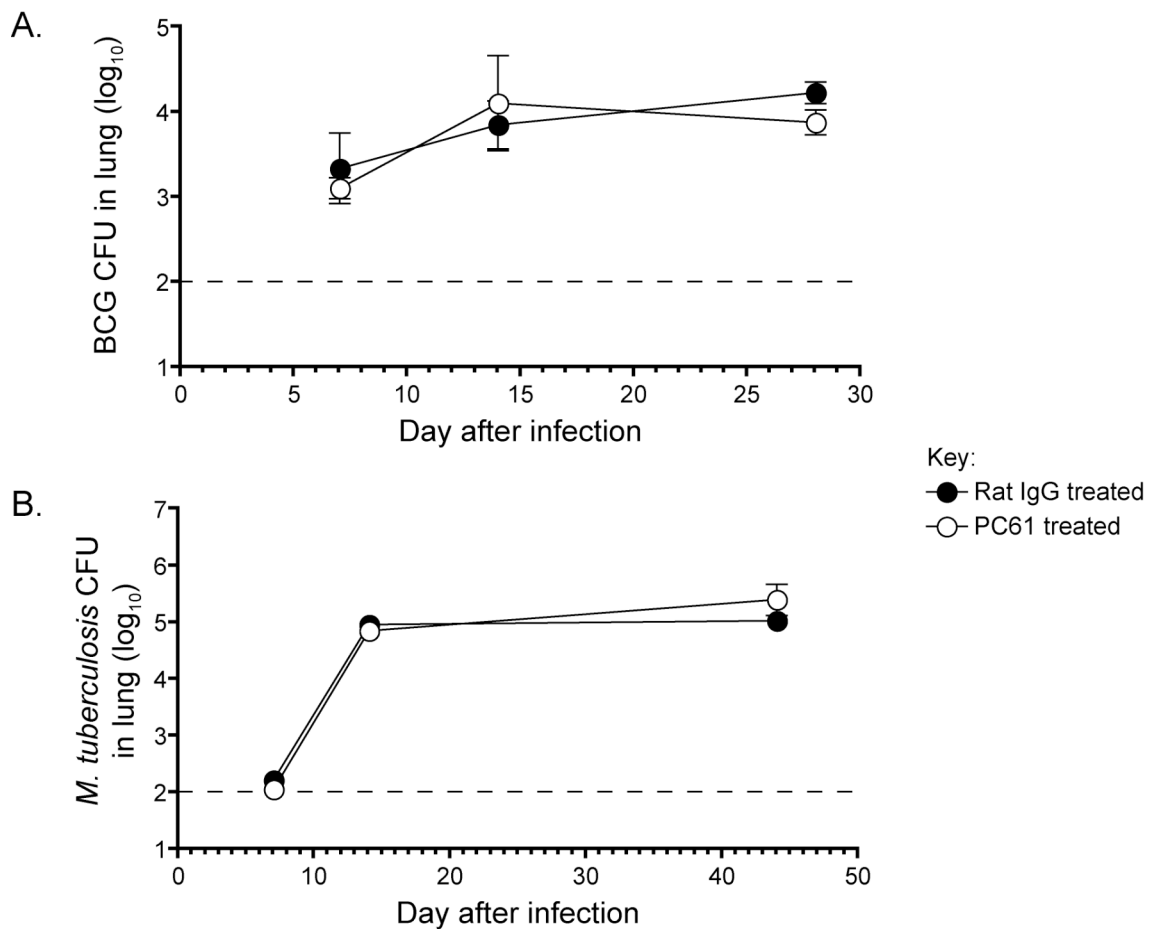 A.
BCG CFU in lung (log₁₀)
5
4
3
2
1
0 5 10 15 20 25 30
Day after infection
Key:
Rat IgG treated
PC61 treated
B.
M. tuberculosis CFU
in lung (log₁₀)
7
6
5
4
3
2
1
0 10 20 30 40 50
Day after infection